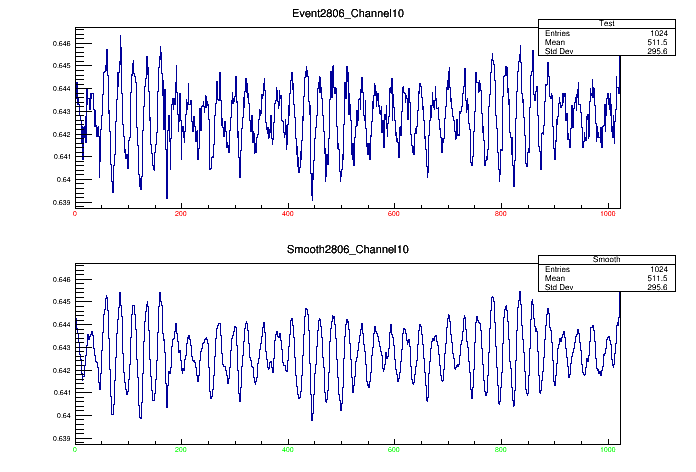 Event2806_Channel10
Test
Entries 1024
Mean 511.5
Std Dev 295.6
0.646
0.645
0.644
0.643
0.642
0.641
0.64
0.639
0 200 400 600 800 1000
Smooth2806_Channel10
Smooth
Entries 1024
Mean 511.5
Std Dev 295.6
0.646
0.645
0.644
0.643
0.642
0.641
0.64
0.639
0 200 400 600 800 1000